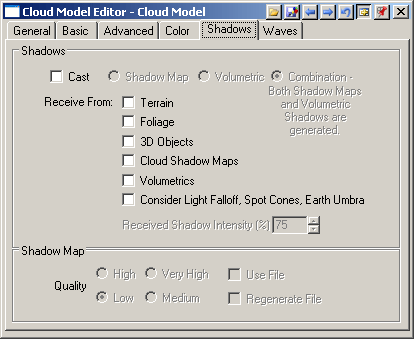 Cloud Model Editor - Cloud Model
General Basic Advanced Color Shadows Waves
Shadows
Cast Shadow Map Volumetric Combination -
Both Shadow Maps
and Volumetric
Shadows are
generated.
Receive From: Terrain
Foliage
3D Objects
Cloud Shadow Maps
Volumetrics
Consider Light Falloff, Spot Cones, Earth Umbra
Received Shadow Intensity (%) 75
Shadow Map
High Very High Use File
Quality
Low Medium Regenerate File